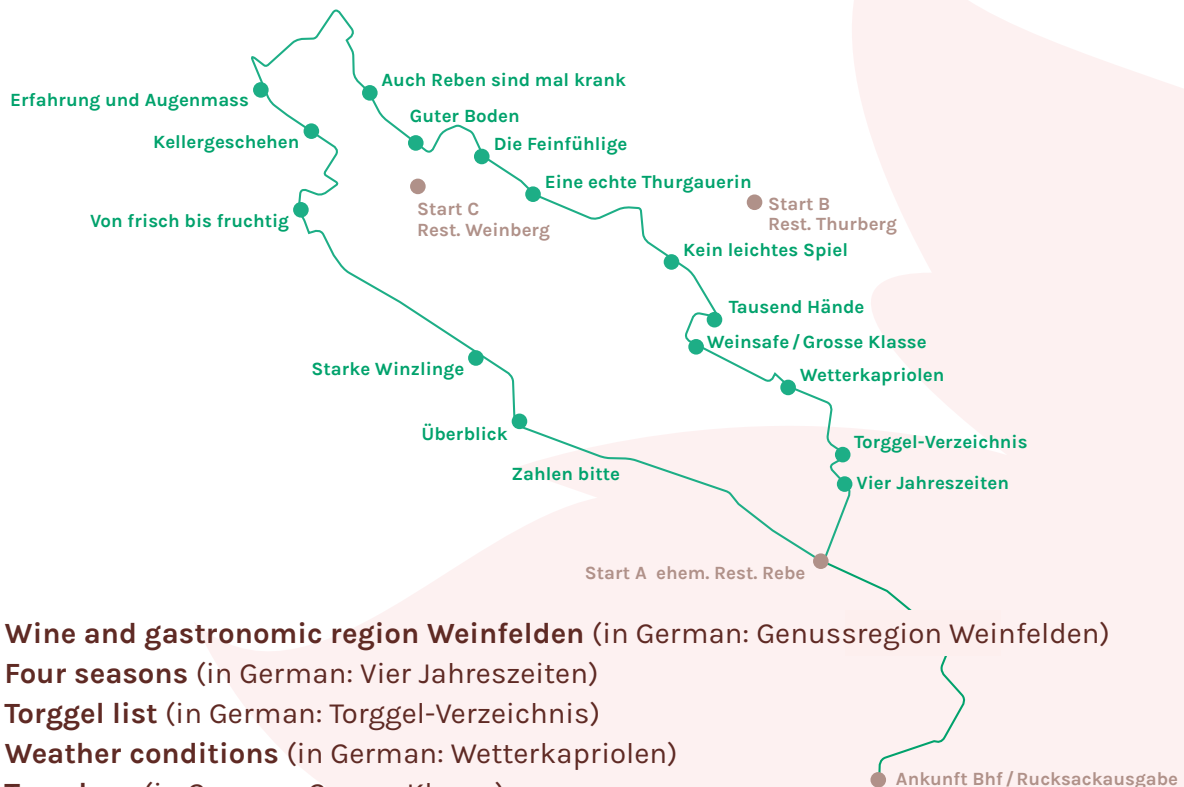 Auch Reben sind mal krank
Erfahrung und Augenmass
Guter Boden
Kellergeschehen
Die Feinfühlige
Eine echte Thurgauerin
Start C
Rest. Weinberg
Start B
Rest. Thurberg
Von frisch bis fruchtig
Kein leichtes Spiel
Tausend Hände
Weinsafe / Grosse Klasse
Starke Winzlinge
Wetterkapriolen
Überblick
Torggel-Verzeichnis
Zahlen bitte
Vier Jahreszeiten
Start A ehem. Rest. Rebe
Wine and gastronomic region Weinfelden (in German: Genussregion Weinfelden)
Four seasons (in German: Vier Jahreszeiten)
Torggel list (in German: Torggel-Verzeichnis)
Weather conditions (in German: Wetterkapriolen)
Ankunft Bhf / Rucksackausgabe